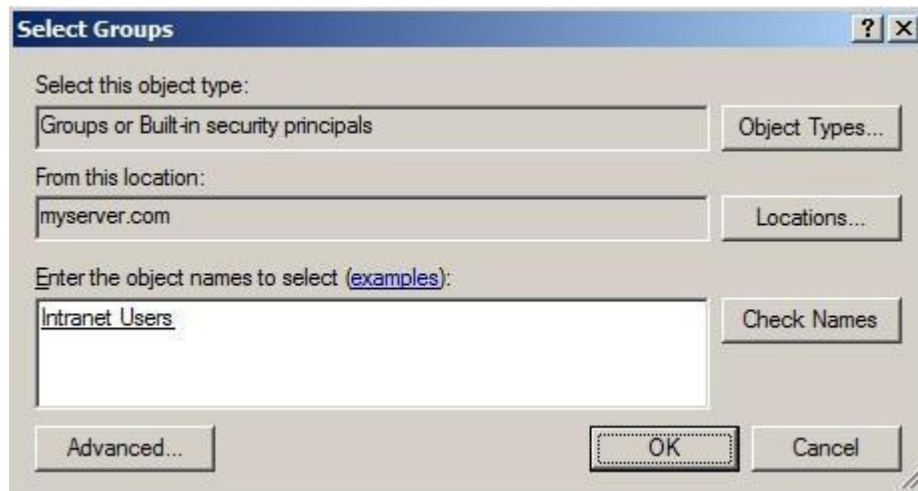 Select Groups
Select this object type:
Groups or Built-in security principals
Object Types...
From this location:
myserver.com
Locations...
Enter the object names to select (examples):
Intranet Users
Check Names
Advanced...
OK
Cancel